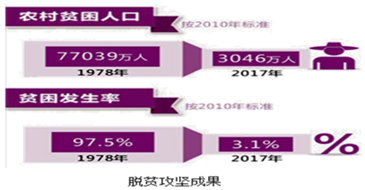 农村贫困人口
按2010年标准
77039万人 3046万人
1978年 2017年
贫困发生率
按2010年标准
97.5% 3.1% %
1978年 2017年
脱贫攻坚成果